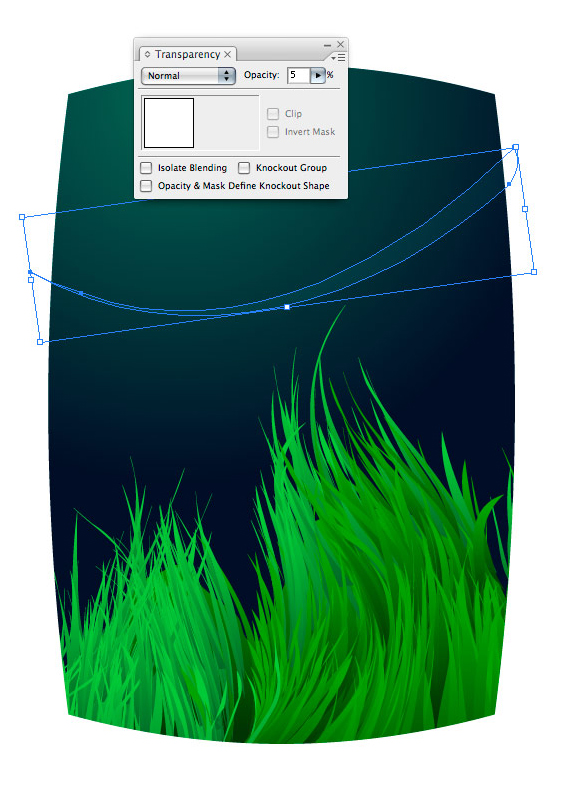 Transparency
Normal Opacity: 5 %
Clip
Invert Mask
Isolate Blending Knockout Group
Opacity & Mask Define Knockout Shape